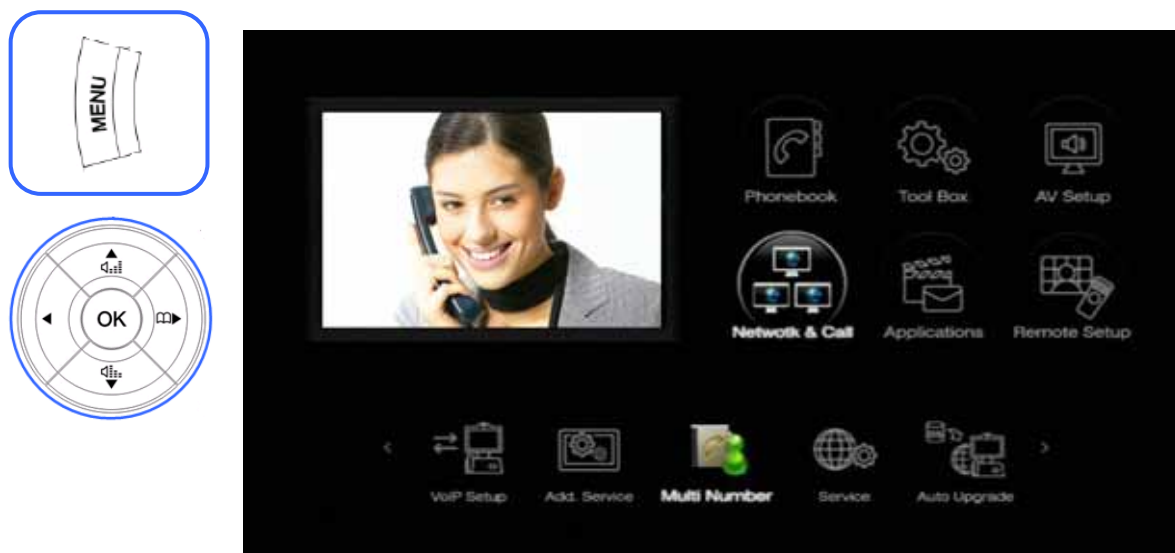 MENU
OK
Phonebook
Tool Box
AV Setup
Netwotk & Call
Applications
Remote Setup
VoIP Setup
Add. Service
Multi Number
Service
Auto Upgrade